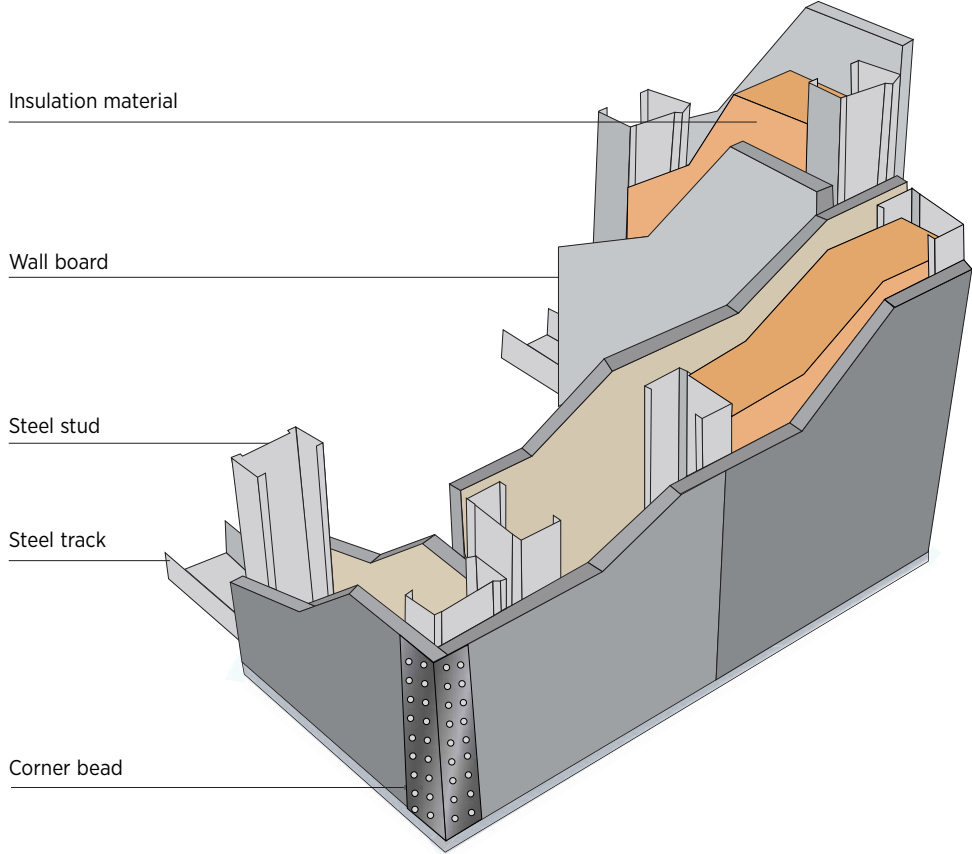 Insulation material
Wall board
Steel stud
Steel track
Corner bead